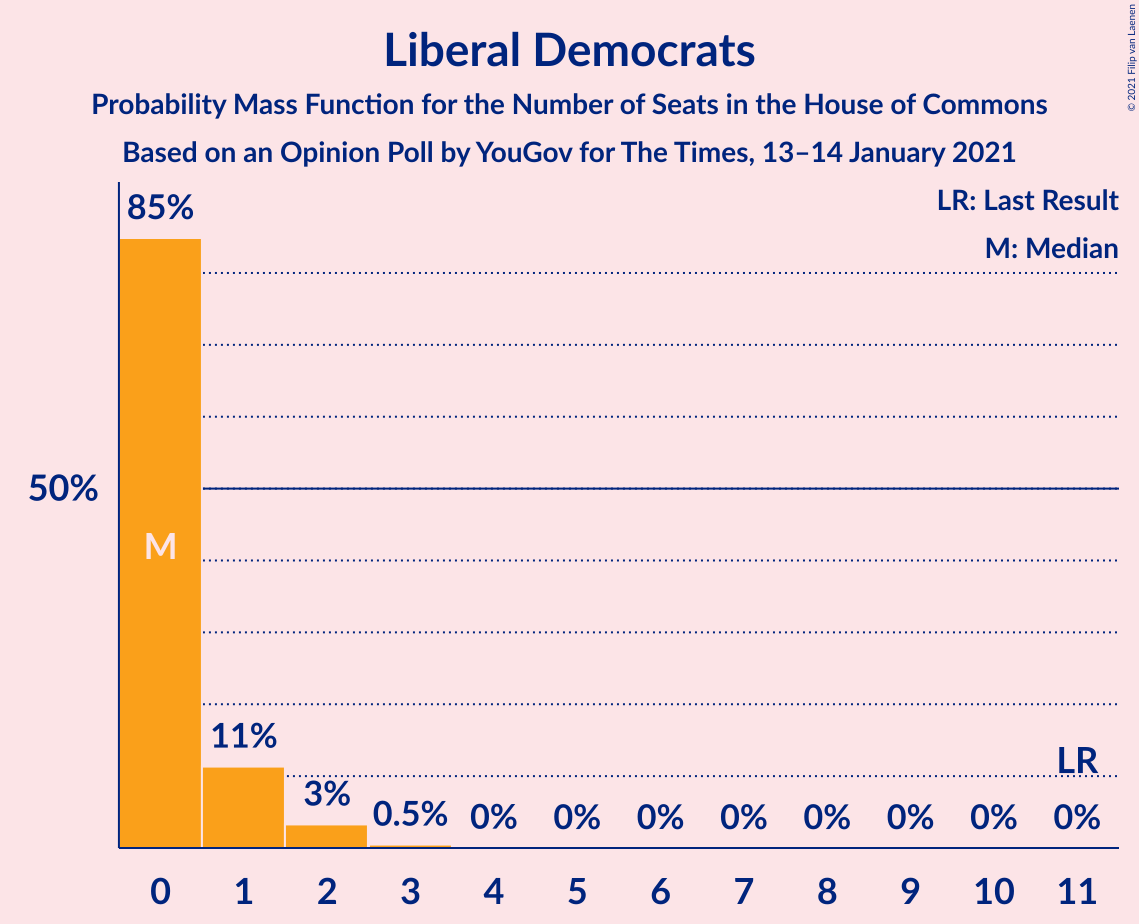 Liberal Democrats
Probability Mass Function for the Number of Seats in the House of Commons
Based on an Opinion Poll by YouGov for The Times, 13–14 January 2021
© 2021 Filip van Laenen
LR: Last Result
M: Median
85%
50%
M
11%
3%
0.5%
0%
0%
0%
0%
0%
0%
0%
LR
0%
0 1 2 3 4 5 6 7 8 9 10 11